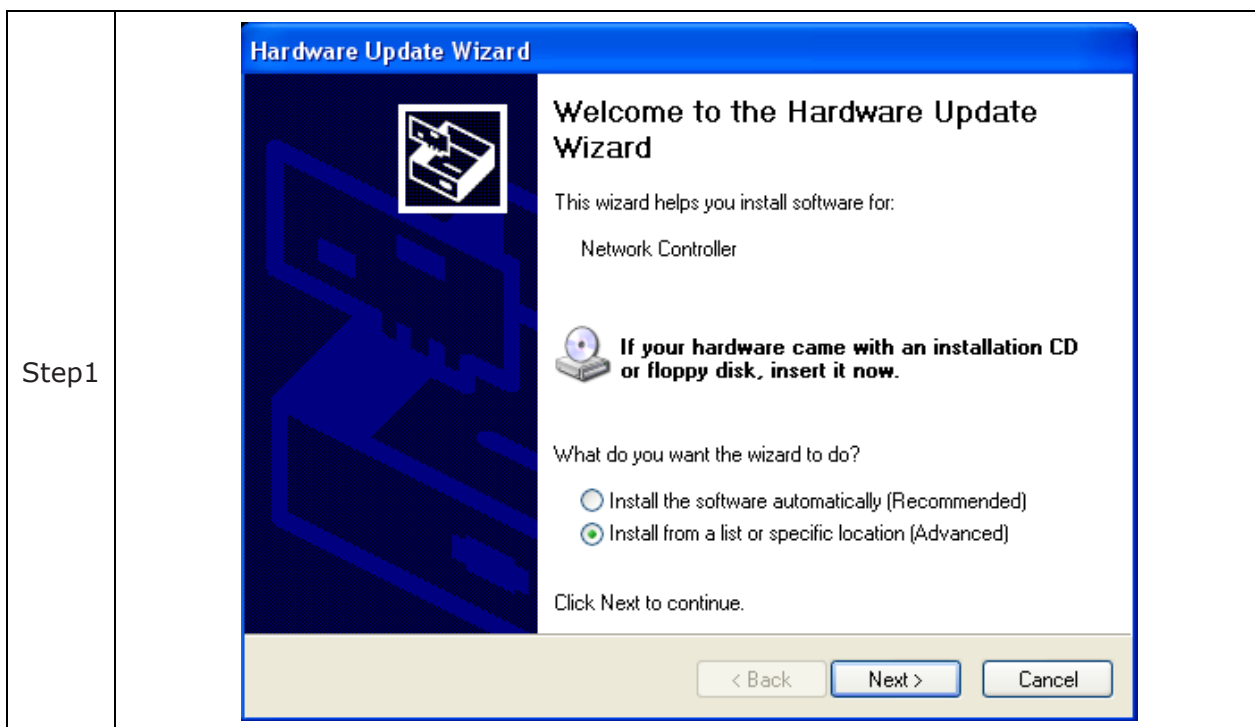 Step1
Hardware Update Wizard
Welcome to the Hardware Update
Wizard
This wizard helps you install software for:
Network Controller
If your hardware came with an installation CD
or floppy disk, insert it now.
What do you want the wizard to do?
Install the software automatically (Recommended)
Install from a list or specific location (Advanced)
Click Next to continue.
< Back
Next >
Cancel